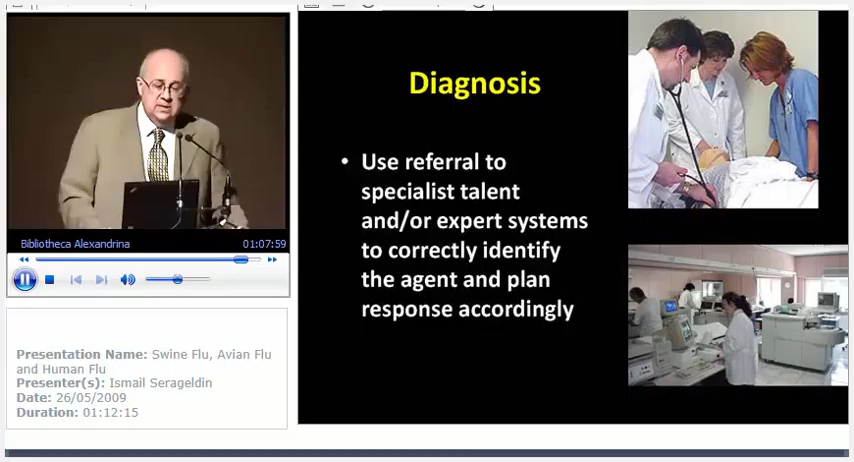 Bibliotheca Alexandrina 01:07:59
Presentation Name: Swine Flu, Avian Flu
and Human Flu
Presenter(s): Ismail Serageldin
Date: 26/05/2009
Duration: 01:12:15
Diagnosis
• Use referral to
specialist talent
and/or expert systems
to correctly identify
the agent and plan
response accordingly